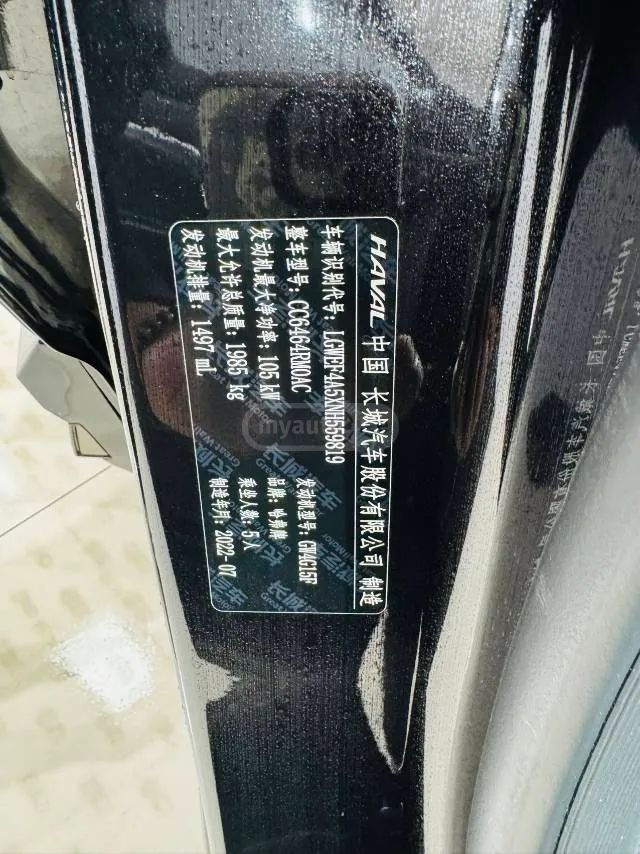 HAVAL 中国 长城汽车股份有限公司 制造
车辆识别代号: LGWEF4A57NH559819
整车型号: CC6464RM0AC 发动机型号: GW4G15F
发动机最大净功率: 105 kW 品牌: 哈弗牌
最大允许总质量: 1985 kg 乘坐人数: 5人
发动机排量: 1497 mL 制造年月: 2022-07
myauto